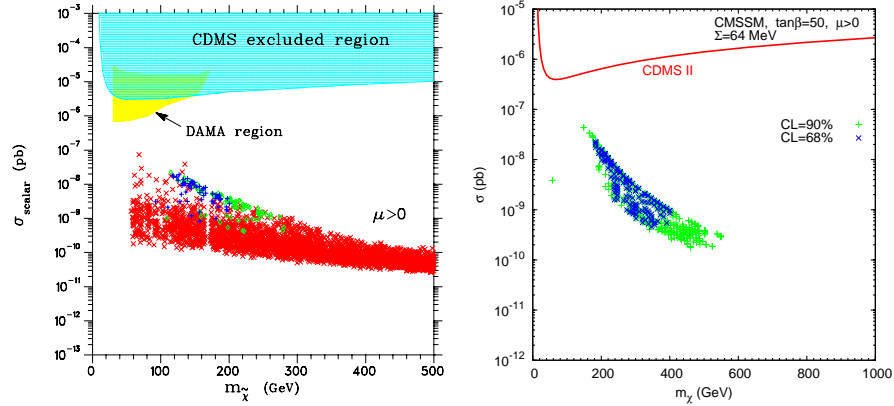 10⁻³
10⁻⁴
10⁻⁵
10⁻⁶
10⁻⁷
10⁻⁸
10⁻⁹
10⁻¹⁰
10⁻¹¹
10⁻¹²
10⁻¹³
σ scalar (pb)
CDMS excluded region
DAMA region
μ>0
0 100 200 300 400 500
m_χ̃ (GeV)
10⁻⁵
10⁻⁶
10⁻⁷
10⁻⁸
10⁻⁹
10⁻¹⁰
10⁻¹¹
10⁻¹²
σ (pb)
CMSSM, tanβ=50, μ>0
Σ=64 MeV
CDMS II
CL=90%
CL=68%
0 200 400 600 800 1000
m_χ (GeV)